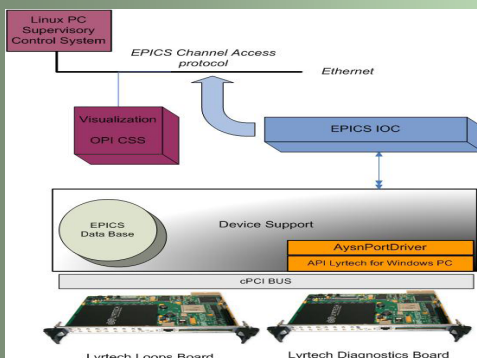 Linux PC
Supervisory
Control System
EPICS Channel Access
protocol
Ethernet
Visualization
OPI CSS
EPICS IOC
EPICS
Data Base
Device Support
AysnPortDriver
API Lyrtech for Windows PC
cPCI BUS
Lyrtech Loops Board
Lyrtech Diagnostics Board